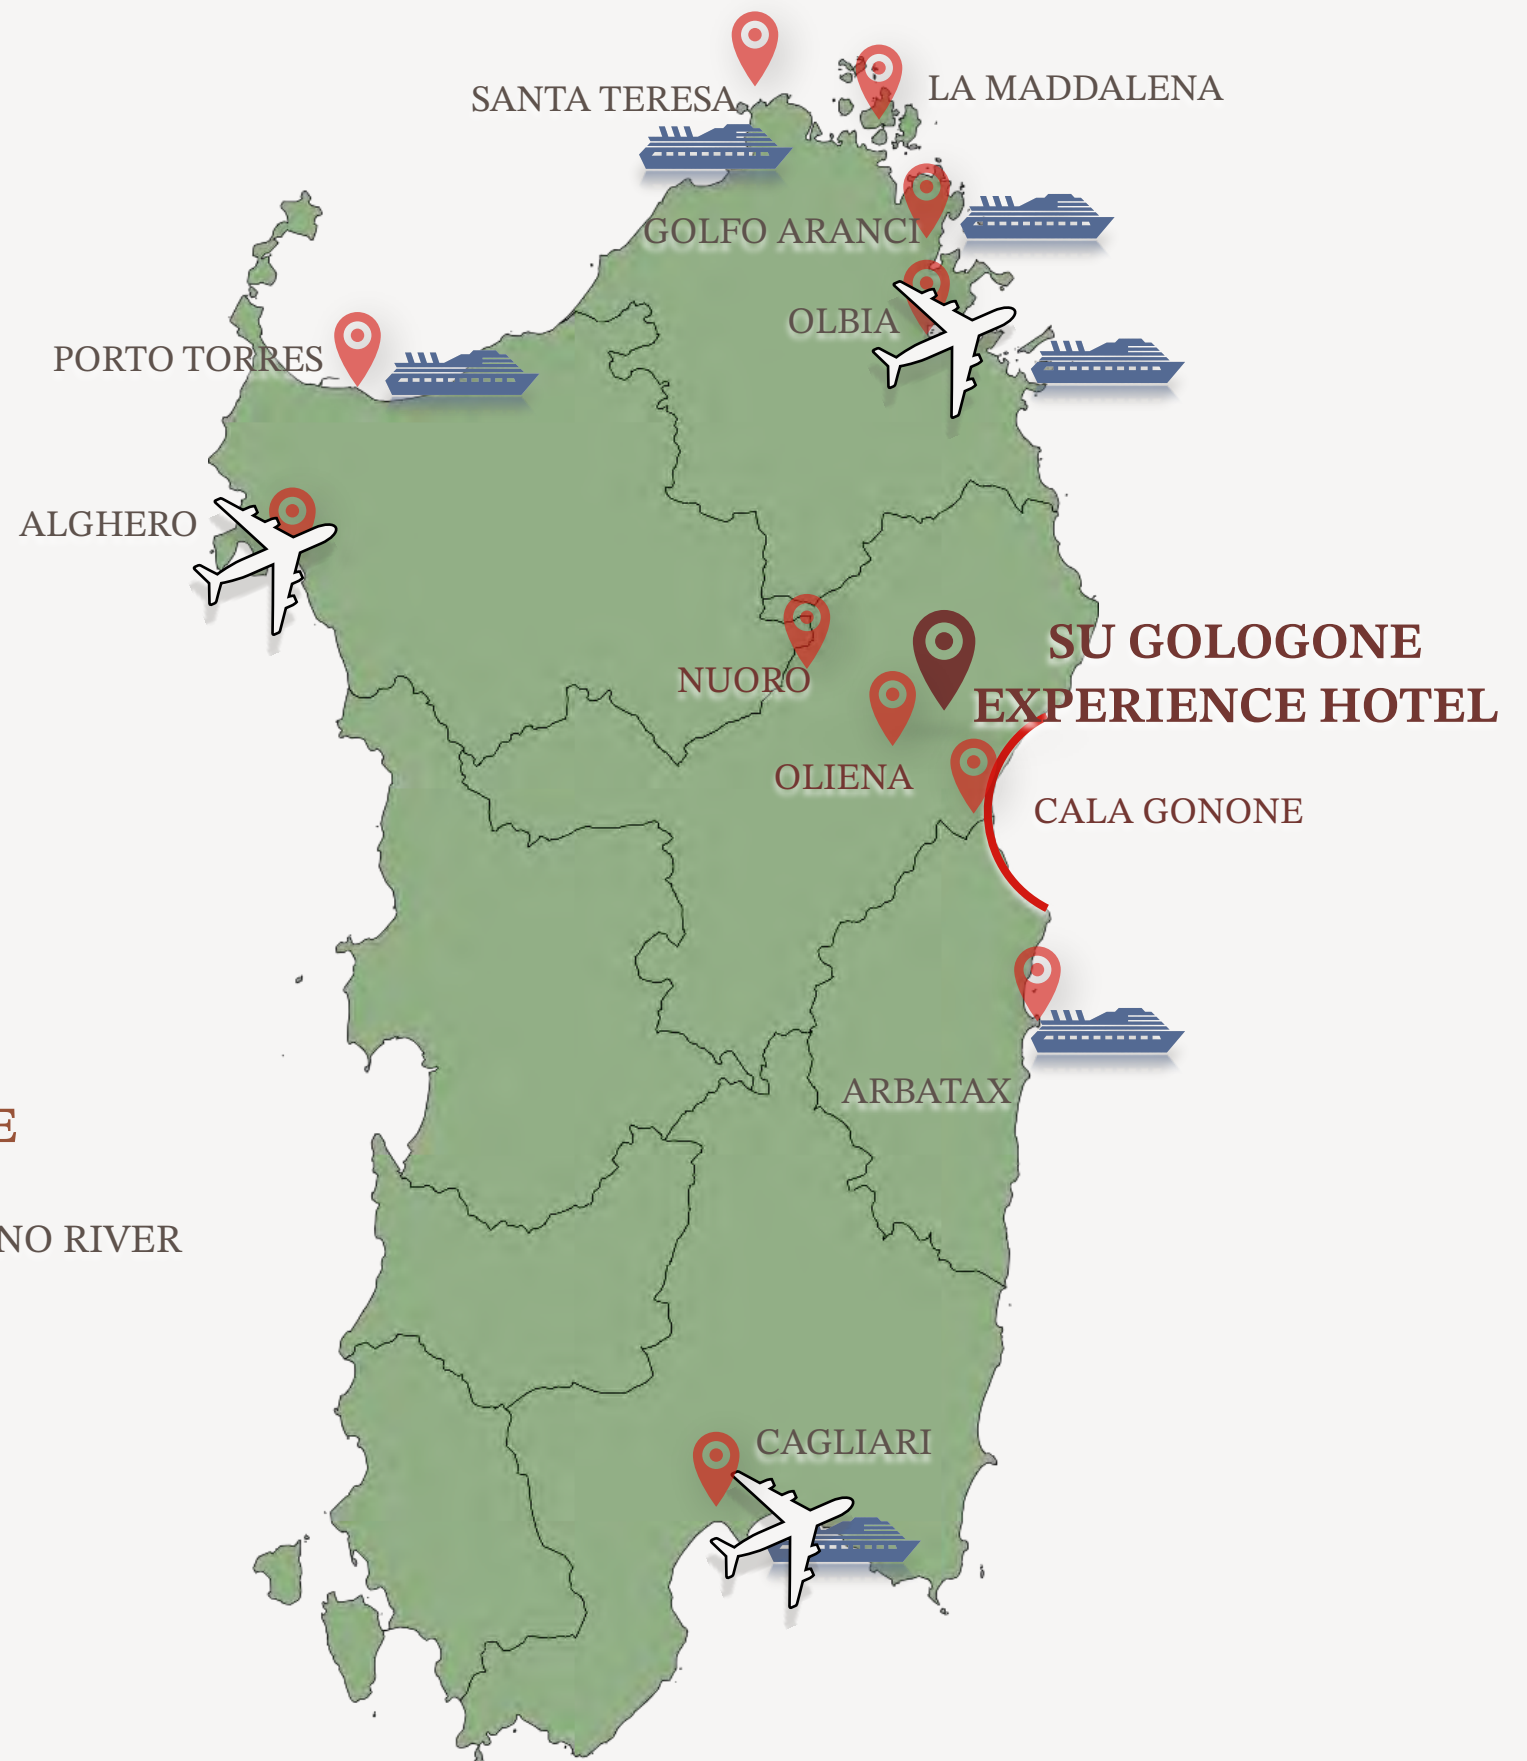 SANTA TERESA
LA MADDALENA
GOLFO ARANCI
OLBIA
PORTO TORRES
ALGHERO
SU GOLOGONE
EXPERIENCE HOTEL
NUORO
OLIENA
CALA GONONE
ARBATAX
E
NO RIVER
CAGLIARI